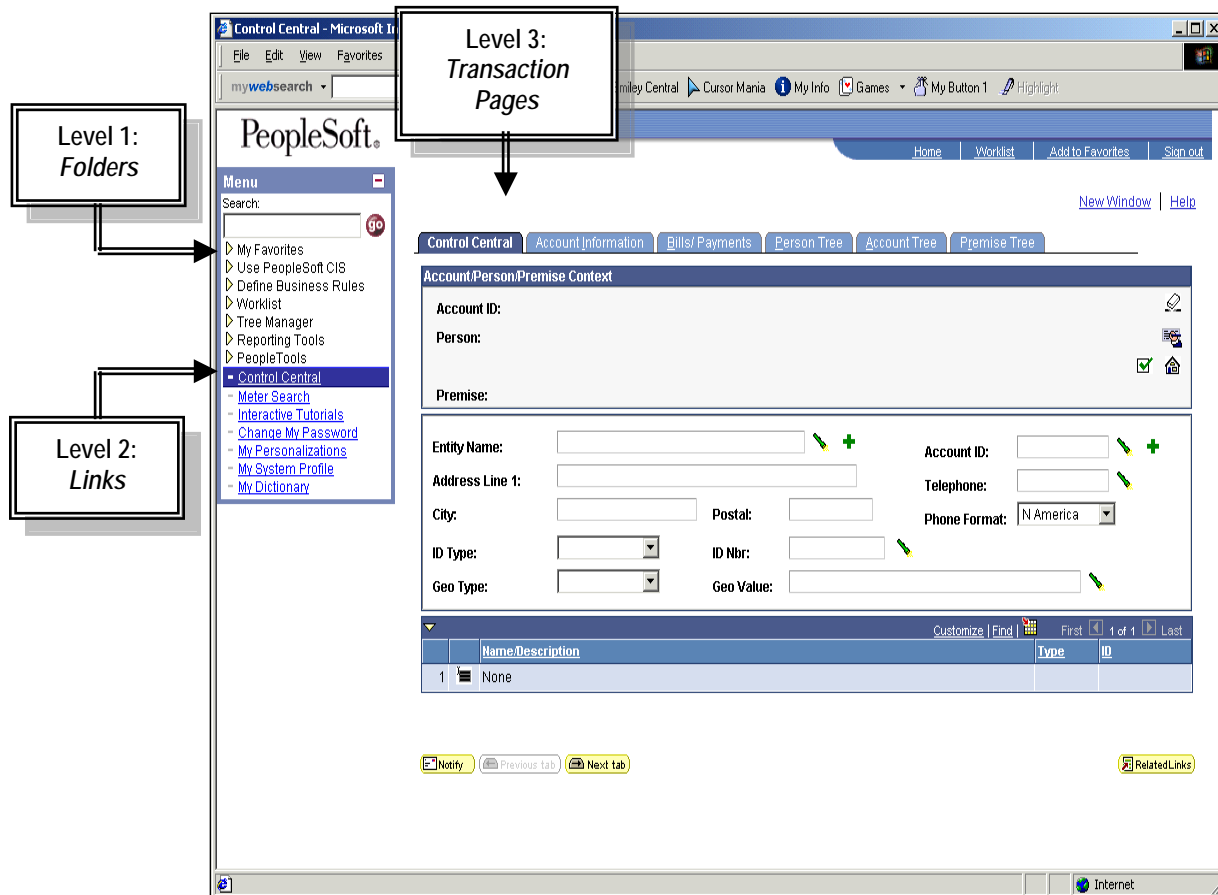 Control Central - Microsoft In
File Edit View Favorites
mywebsearch
miley Central Cursor Mania My Info Games My Button 1 Highlight
Level 3:
Transaction
Pages
Level 1:
Folders
Level 2:
Links
PeopleSoft.
Home Worklist Add to Favorites Sign out
New Window | Help
Menu
Search:
go
My Favorites
Use PeopleSoft CIS
Define Business Rules
Worklist
Tree Manager
Reporting Tools
PeopleTools
Control Central
Meter Search
Interactive Tutorials
Change My Password
My Personalizations
My System Profile
My Dictionary
Control Central Account Information Bills/Payments Person Tree Account Tree Premise Tree
Account/Person/Premise Context
Account ID:
Person:
Premise:
Entity Name: Account ID:
Address Line 1: Telephone:
City: Postal: Phone Format: N America
ID Type: ID Nbr:
Geo Type: Geo Value:
Customize | Find | First 1 of 1 Last
Name/Description Type ID
1 None
Notify Previous tab Next tab Related Links
Internet